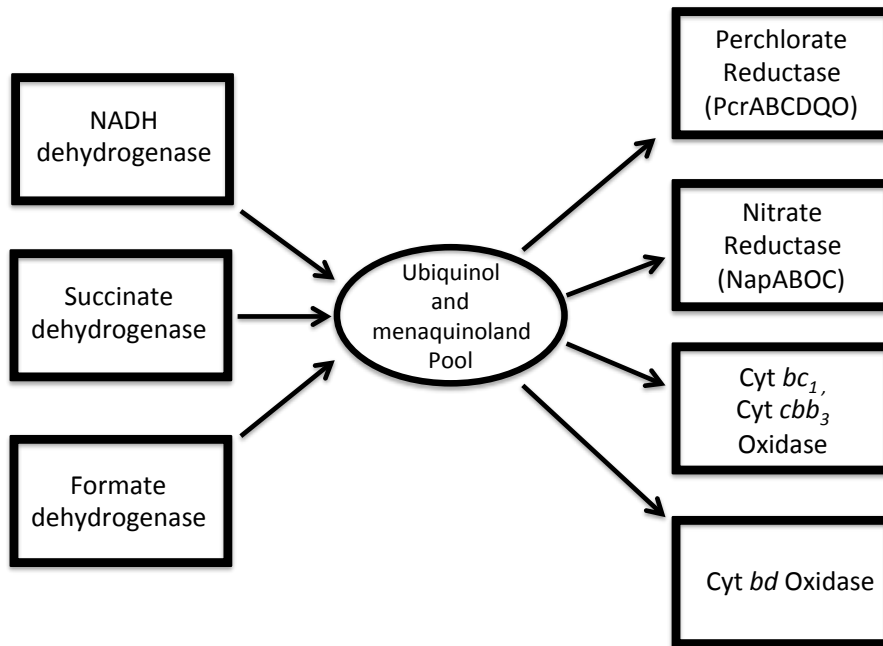 NADH
dehydrogenase
Succinate
dehydrogenase
Formate
dehydrogenase
Ubiquinol
and
menaquinoland
Pool
Perchlorate
Reductase
(PcrABCDQO)
Nitrate
Reductase
(NapABOC)
Cyt bc1,
Cyt cbb3
Oxidase
Cyt bd Oxidase